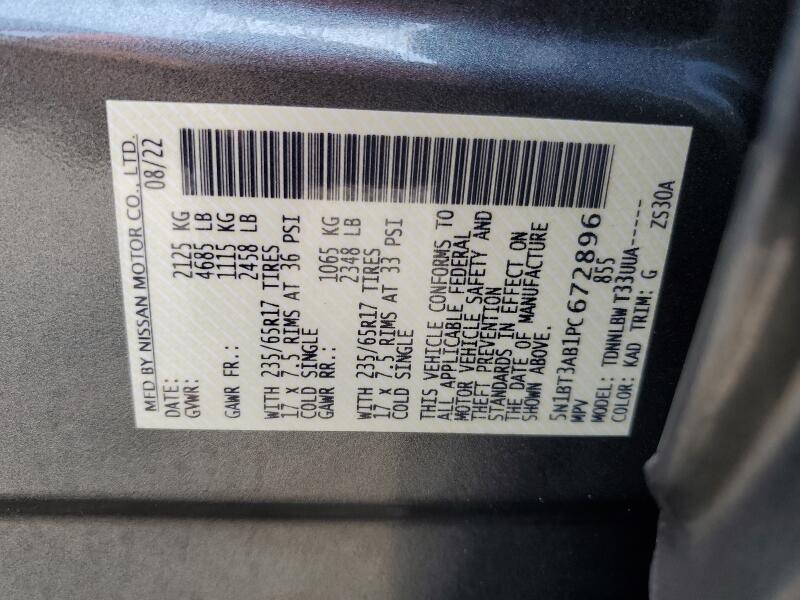 MFD BY NISSAN MOTOR CO., LTD.
DATE: 08/22
GVWR: 2125 KG
4685 LB
GAWR FR.: 1115 KG
2458 LB
WITH 235/65R17 TIRES
17 X 7.5 RIMS AT 36 PSI
COLD SINGLE
GAWR RR.: 1065 KG
2348 LB
WITH 235/65R17 TIRES
17 X 7.5 RIMS AT 33 PSI
COLD SINGLE
THIS VEHICLE CONFORMS TO
ALL APPLICABLE FEDERAL
MOTOR VEHICLE SAFETY AND
THEFT PREVENTION
STANDARDS IN EFFECT ON
THE DATE OF MANUFACTURE
SHOWN ABOVE.
5N1BT3AB1PC672896
MPV 855
MODEL: TDNNLBWT33UUA------
COLOR: KAD TRIM: G ZS30A